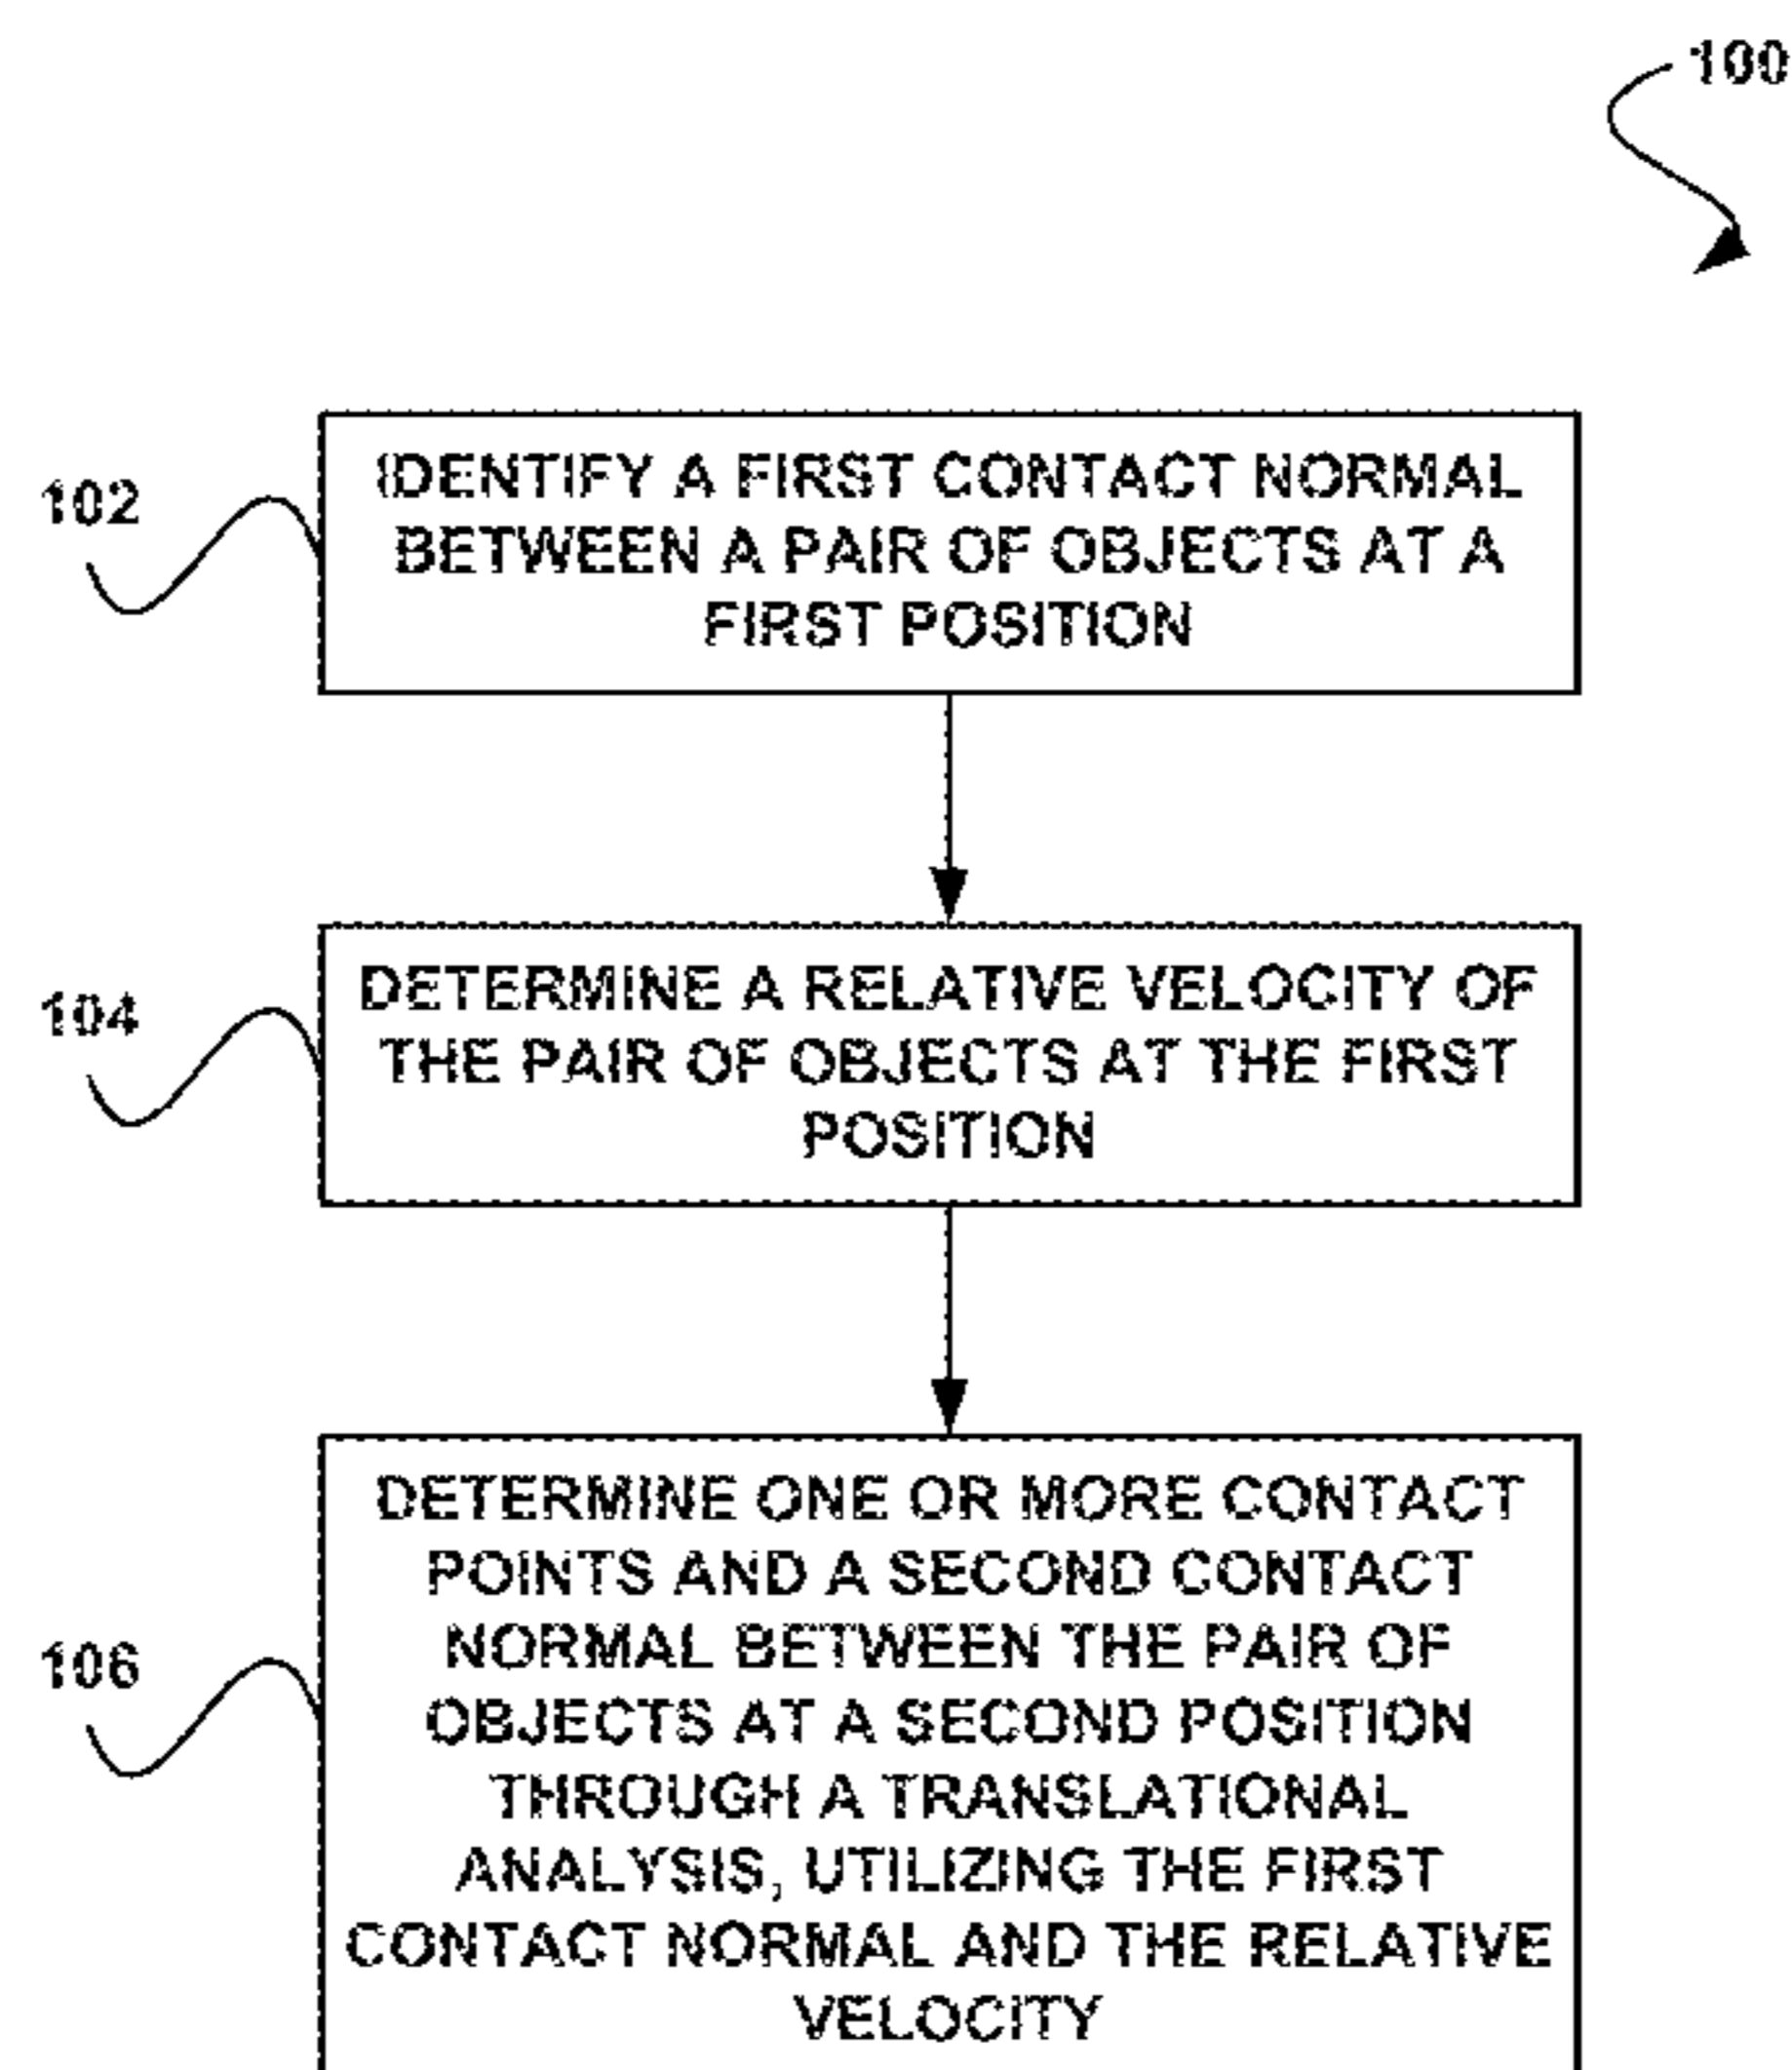 100
102
IDENTIFY A FIRST CONTACT NORMAL
BETWEEN A PAIR OF OBJECTS AT A
FIRST POSITION
104
DETERMINE A RELATIVE VELOCITY OF
THE PAIR OF OBJECTS AT THE FIRST
POSITION
106
DETERMINE ONE OR MORE CONTACT
POINTS AND A SECOND CONTACT
NORMAL BETWEEN THE PAIR OF
OBJECTS AT A SECOND POSITION
THROUGH A TRANSLATIONAL
ANALYSIS, UTILIZING THE FIRST
CONTACT NORMAL AND THE RELATIVE
VELOCITY